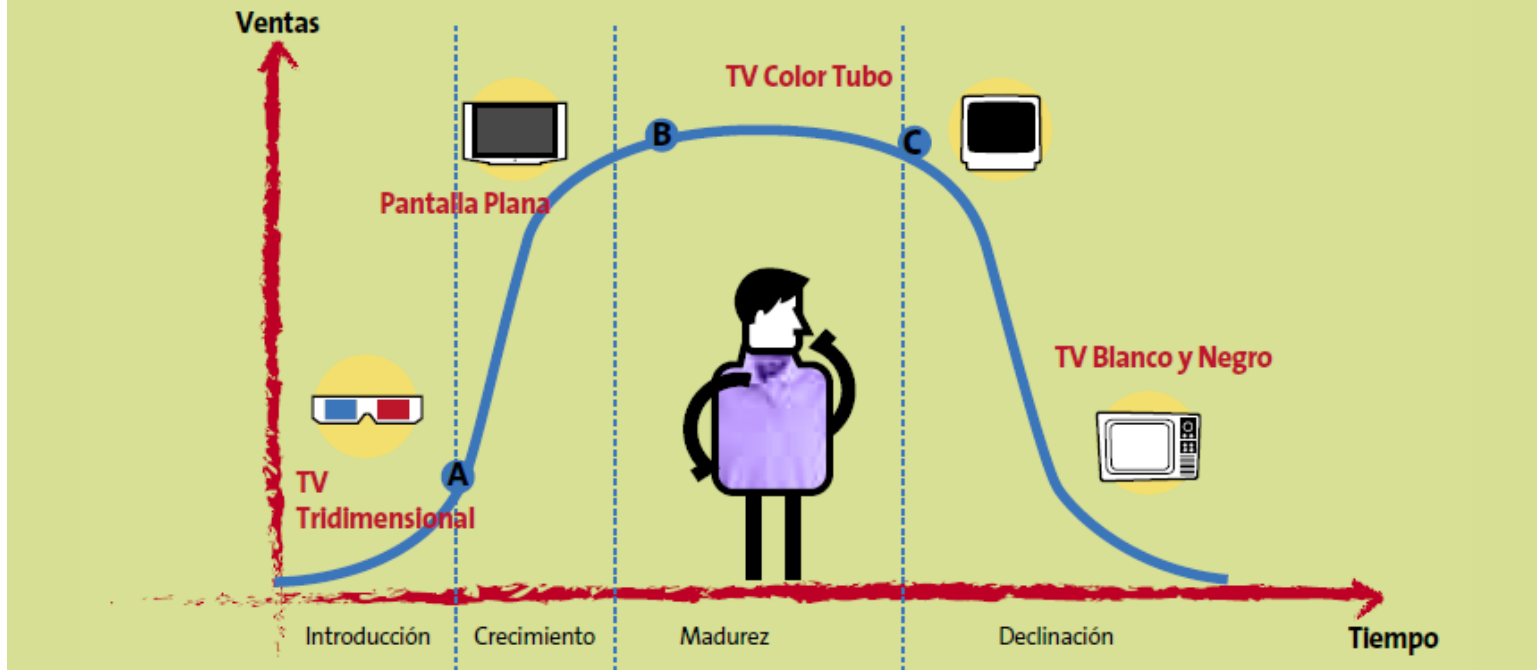 Ventas
TV Color Tubo
B
C
Pantalla Plana
TV Blanco y Negro
A
TV
Tridimensional
Introducción
Crecimiento
Madurez
Declinación
Tiempo